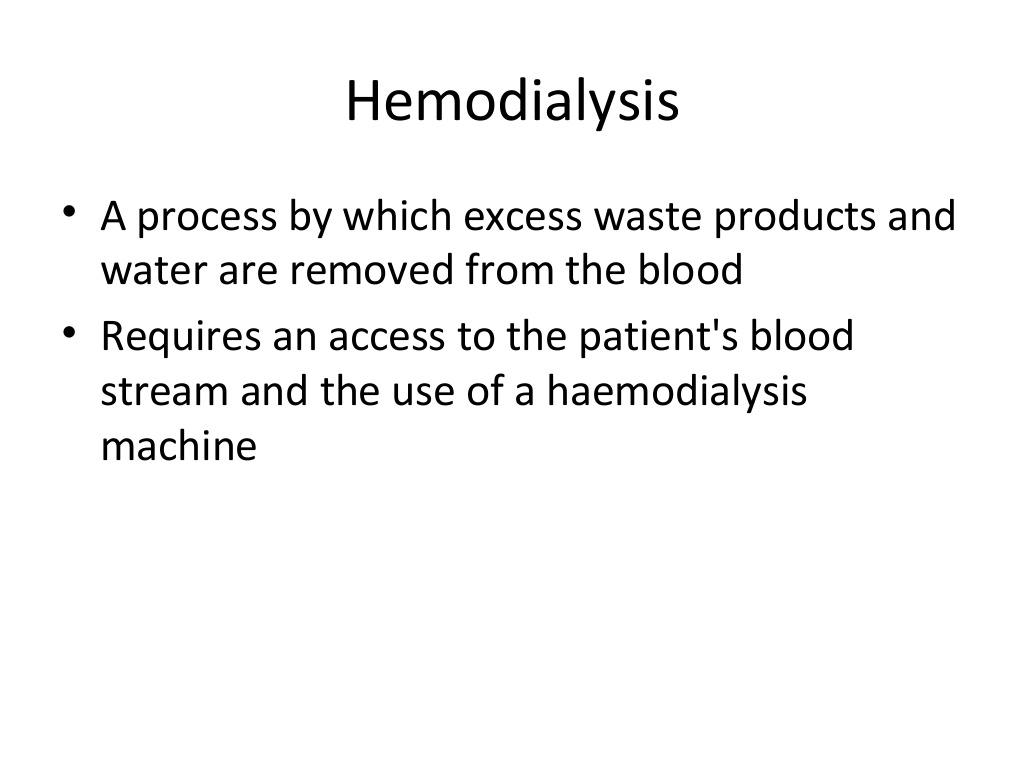 Hemodialysis
• A process by which excess waste products and
water are removed from the blood
• Requires an access to the patient's blood
stream and the use of a haemodialysis
machine